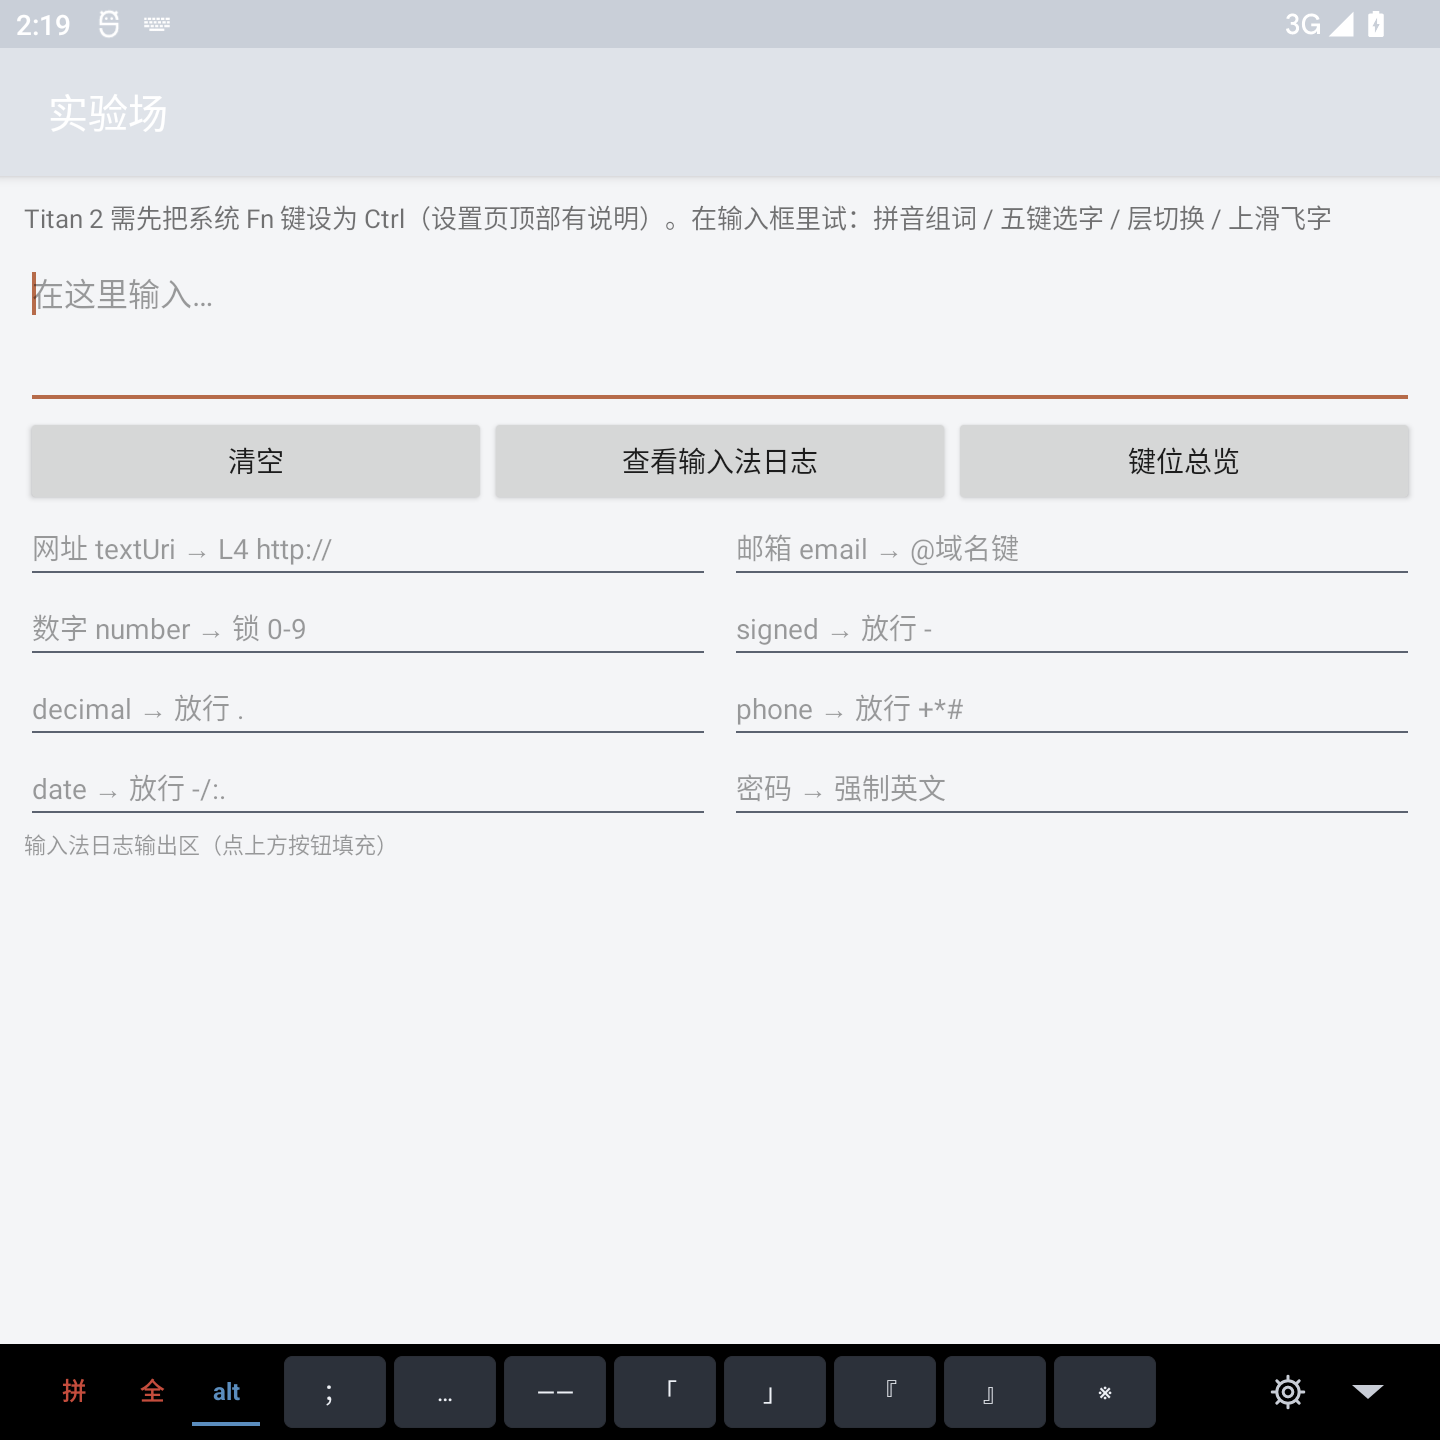 2:19 3G
实验场
Titan 2 需先把系统 Fn 键设为 Ctrl（设置页顶部有说明）。在输入框里试：拼音组词 / 五键选字 / 层切换 / 上滑飞字
在这里输入…
清空 查看输入法日志 键位总览
网址 textUri → L4 http:// 邮箱 email → @域名键
数字 number → 锁 0-9 signed → 放行 -
decimal → 放行 . phone → 放行 +*#
date → 放行 -/:. 密码 → 强制英文
输入法日志输出区（点上方按钮填充）
拼 全 alt ； … —— 「 」 『 』 ※